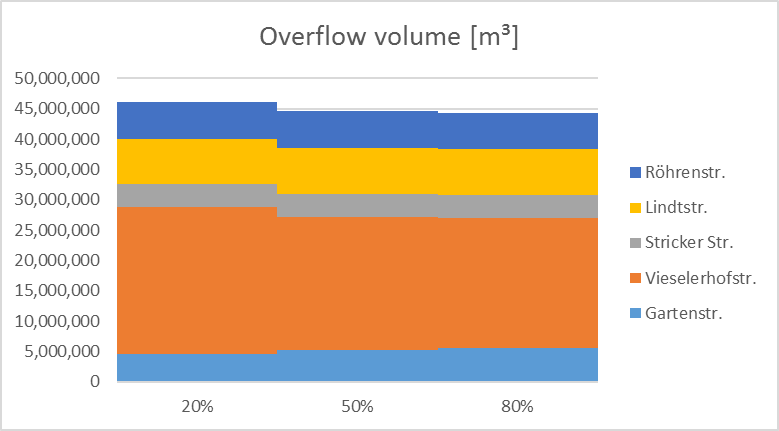 Overflow volume [m³]
50,000,000
45,000,000
40,000,000
35,000,000
30,000,000
25,000,000
20,000,000
15,000,000
10,000,000
5,000,000
0
20%
50%
80%
Röhrenstr.
Lindtstr.
Stricker Str.
Vieselerhofstr.
Gartenstr.